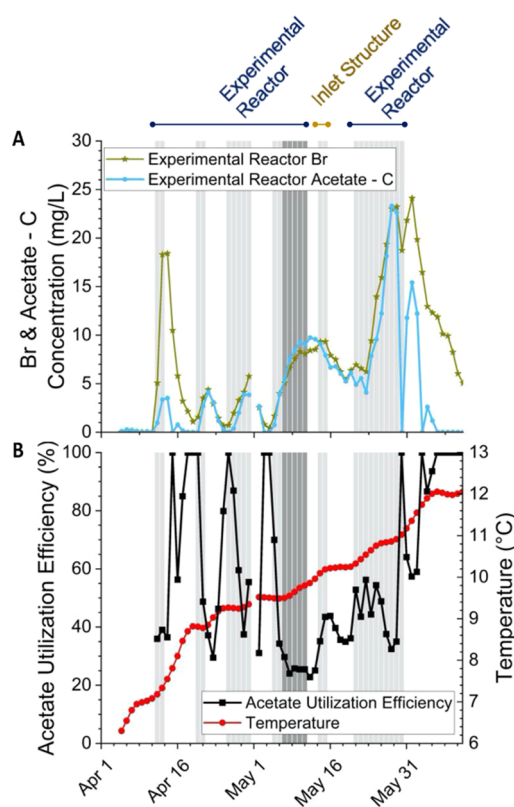 Experimental
Reactor
Inlet Structure
Experimental
Reactor
A
30
25
20
15
10
5
0
Br & Acetate - C
Concentration (mg/L)
Experimental Reactor Br
Experimental Reactor Acetate - C
B
100
80
60
40
20
0
Acetate Utilization Efficiency (%)
13
12
11
10
9
8
7
6
Temperature (°C)
Acetate Utilization Efficiency
Temperature
Apr 1
Apr 16
May 1
May 16
May 31